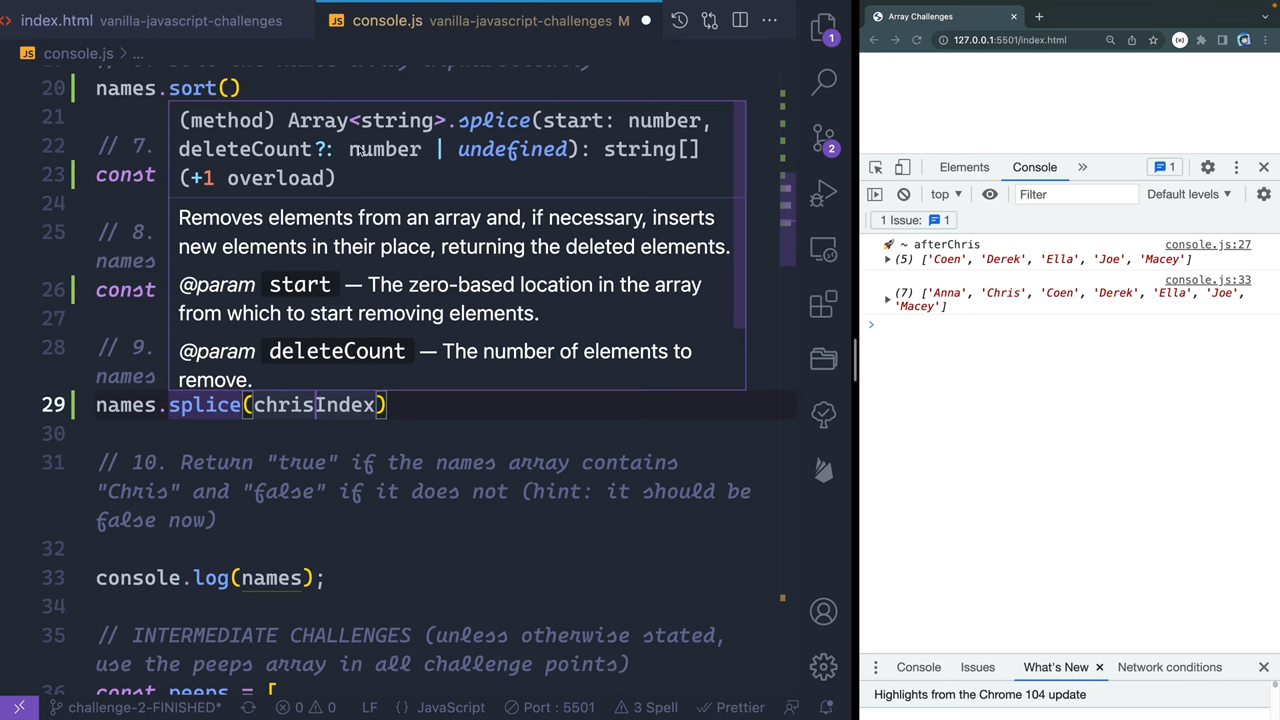 index.html vanilla-javascript-challenges
JS console.js vanilla-javascript-challenges M
JS console.js > ...
20 names.sort()
21
22 // 7.
23 const
24
25 // 8.
names
26 const
27
28 // 9.
names
(method) Array<string>.splice(start: number,
deleteCount?: number | undefined): string[]
(+1 overload)
Removes elements from an array and, if necessary, inserts
new elements in their place, returning the deleted elements.
@param start — The zero-based location in the array
from which to start removing elements.
@param deleteCount — The number of elements to
remove.
29 names.splice(chrisIndex)
30
31 // 10. Return "true" if the names array contains
"Chris" and "false" if it does not (hint: it should be
false now)
32
33 console.log(names);
34
35 // INTERMEDIATE CHALLENGES (unless otherwise stated,
use the peeps array in all challenge points)
36 const peeps = [
challenge-2-FINISHED* 0 0 LF {} JavaScript Port : 5501 3 Spell Prettier
1
2
Array Challenges
127.0.0.1:5501/index.html
Elements Console » 1
top Filter Default levels
1 Issue: 1
🚀 ~ afterChris console.js:27
(5) ['Coen', 'Derek', 'Ella', 'Joe', 'Macey']
console.js:33
(7) ['Anna', 'Chris', 'Coen', 'Derek', 'Ella', 'Joe',
'Macey']
Console Issues What's New Network conditions
Highlights from the Chrome 104 update